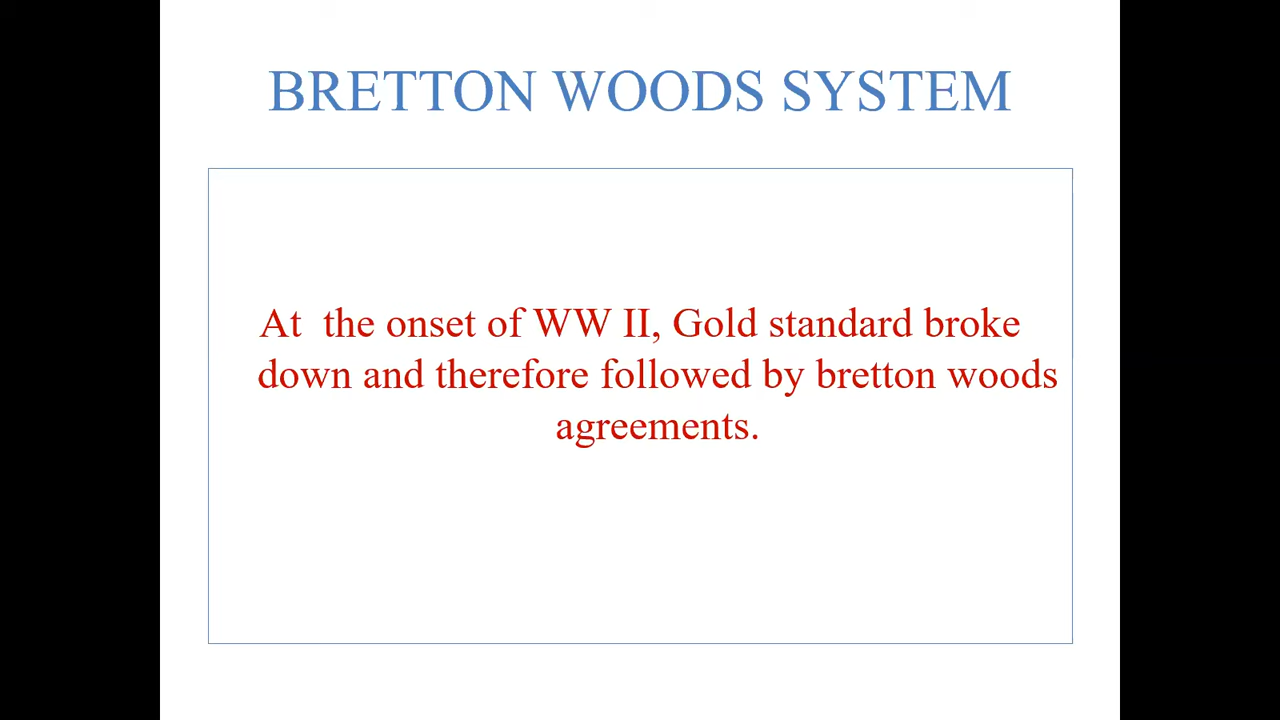 BRETTON WOODS SYSTEM
At the onset of WW II, Gold standard broke
down and therefore followed by bretton woods
agreements.